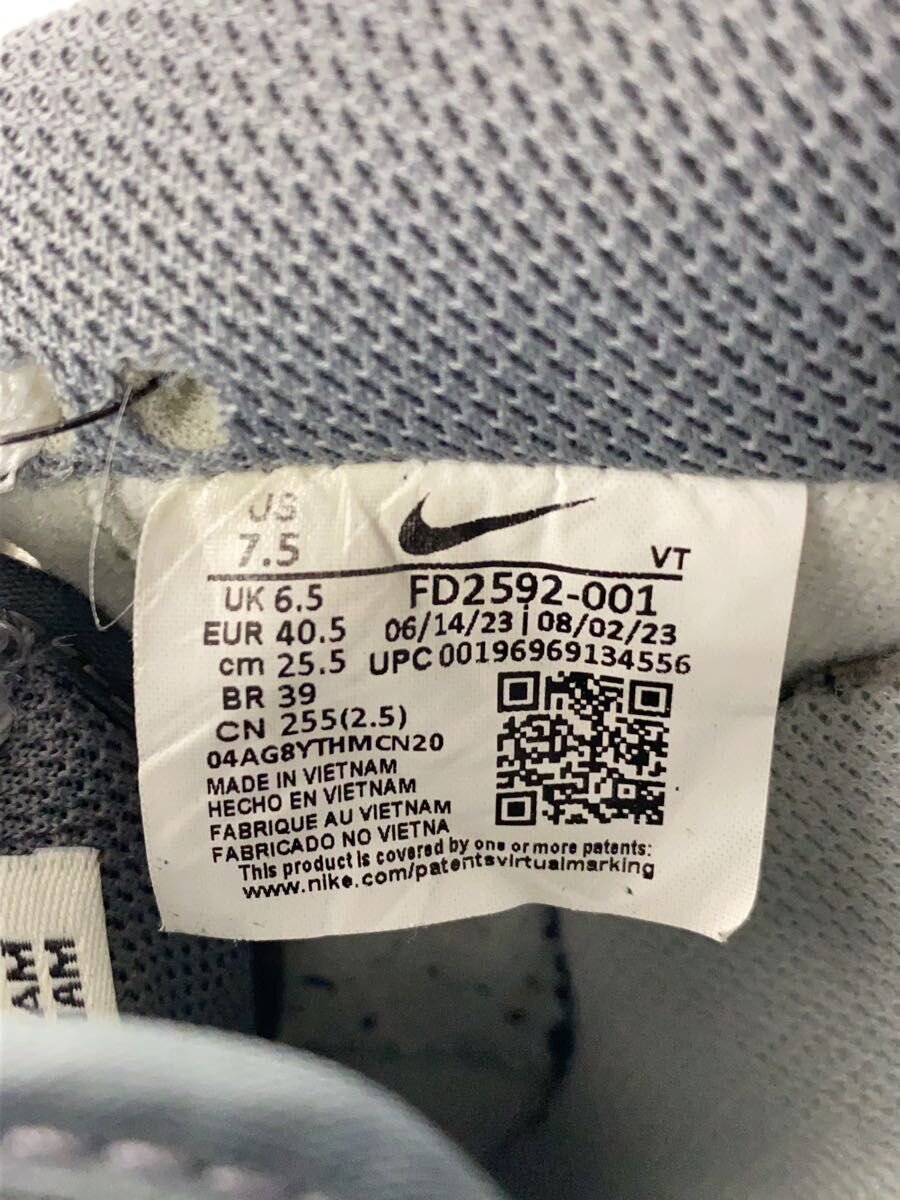 US
7.5
VT
UK 6.5
EUR 40.5
cm 25.5
BR 39
CN 255(2.5)
FD2592-001
06/14/23 | 08/02/23
UPC 00196969134556
04AG8YTHMCN20
MADE IN VIETNAM
HECHO EN VIETNAM
FABRIQUE AU VIETNAM
FABRICADO NO VIETNA
This product is covered by one or more patents:
www.nike.com/patentsvirtualmarking
AM
AM